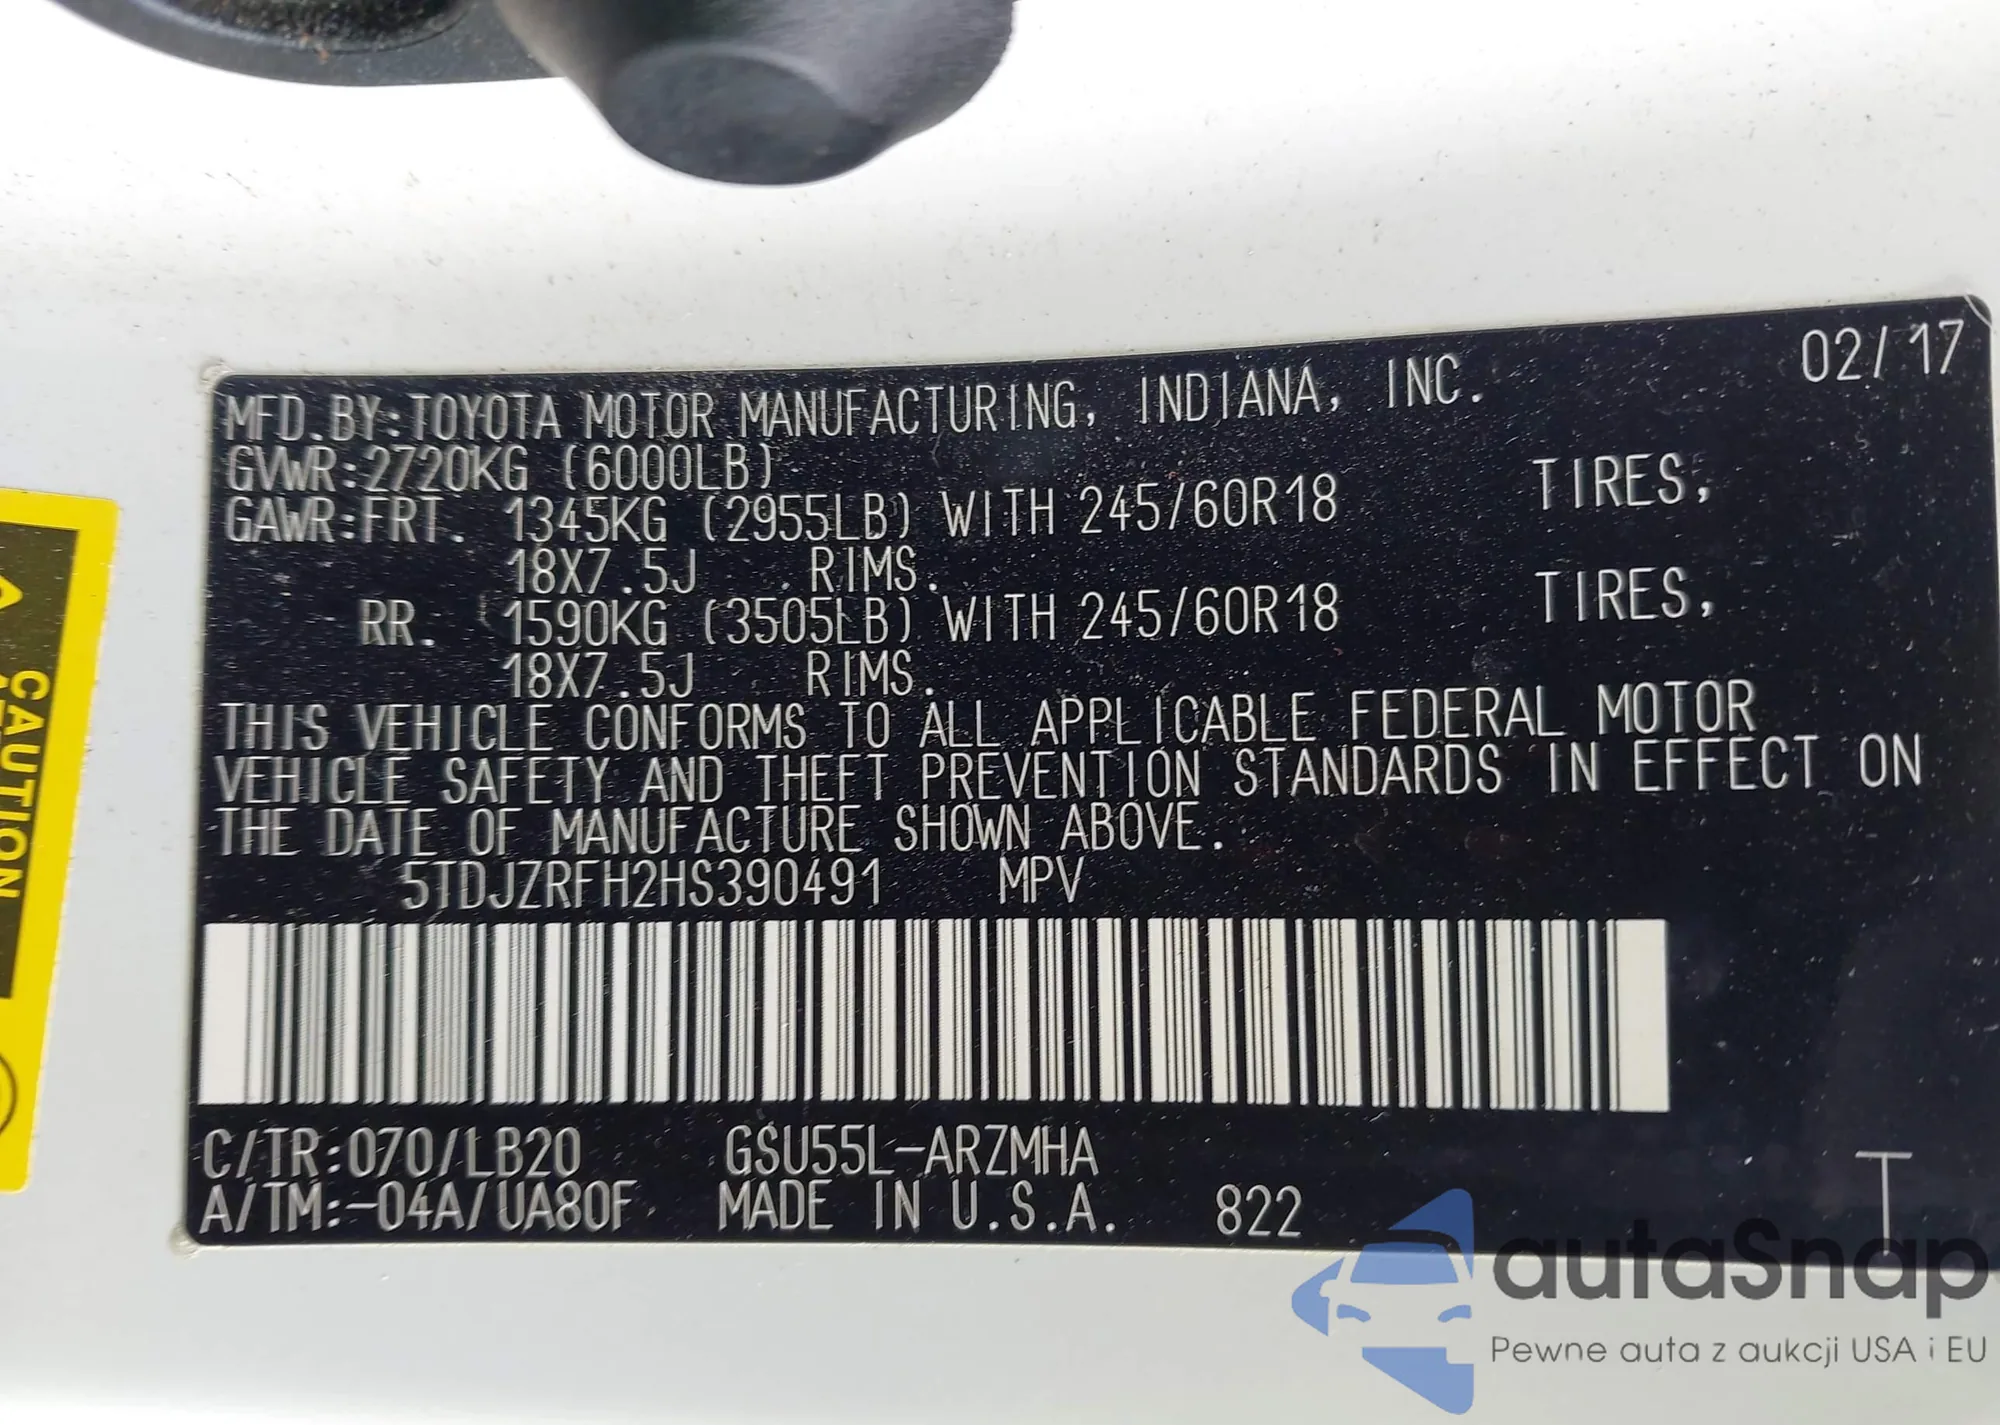 02/17
MFD.BY:TOYOTA MOTOR MANUFACTURING, INDIANA, INC.
GVWR:2720KG (6000LB)
GAWR:FRT. 1345KG (2955LB) WITH 245/60R18 TIRES,
18X7.5J RIMS.
RR. 1590KG (3505LB) WITH 245/60R18 TIRES,
18X7.5J RIMS.
THIS VEHICLE CONFORMS TO ALL APPLICABLE FEDERAL MOTOR
VEHICLE SAFETY AND THEFT PREVENTION STANDARDS IN EFFECT ON
THE DATE OF MANUFACTURE SHOWN ABOVE.
5TDJZRFH2HS390491 MPV
C/TR:070/LB20 GSU55L-ARZMHA
A/TM:-04A/UA80F MADE IN U.S.A. 822 T
CAUTION
autaSnap
Pewne auta z aukcji USA i EU